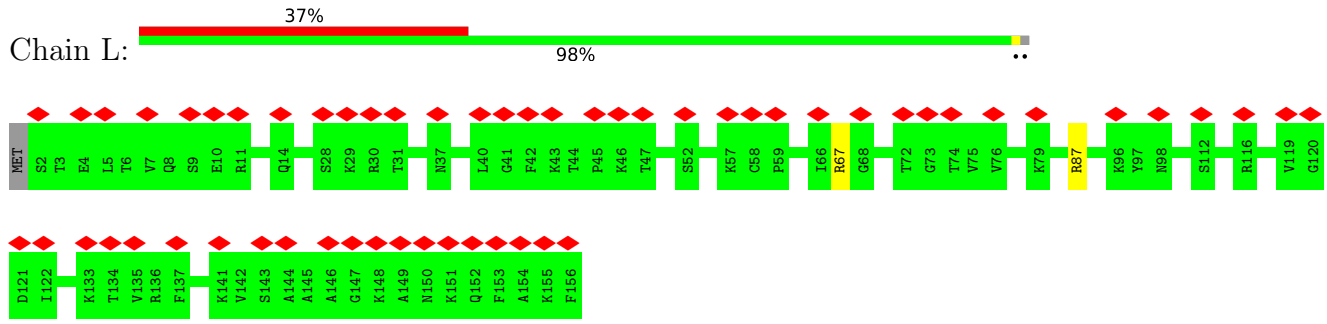 37%
Chain L:
98%
••
MET S2 T3 E4 L5 T6 V7 Q8 S9 E10 R11 Q14 S28 K29 R30 T31 N37 L40 G41 F42 K43 T44 P45 K46 T47 S52 K57 C58 P59 I66 R67 G68 T72 G73 T74 V75 V76 K79 R87 K96 Y97 N98 S112 R116 V119 G120
D121 I122 K133 T134 V135 R136 F137 K141 V142 S143 A144 A145 A146 G147 K148 A149 N150 K151 Q152 F153 A154 K155 F156